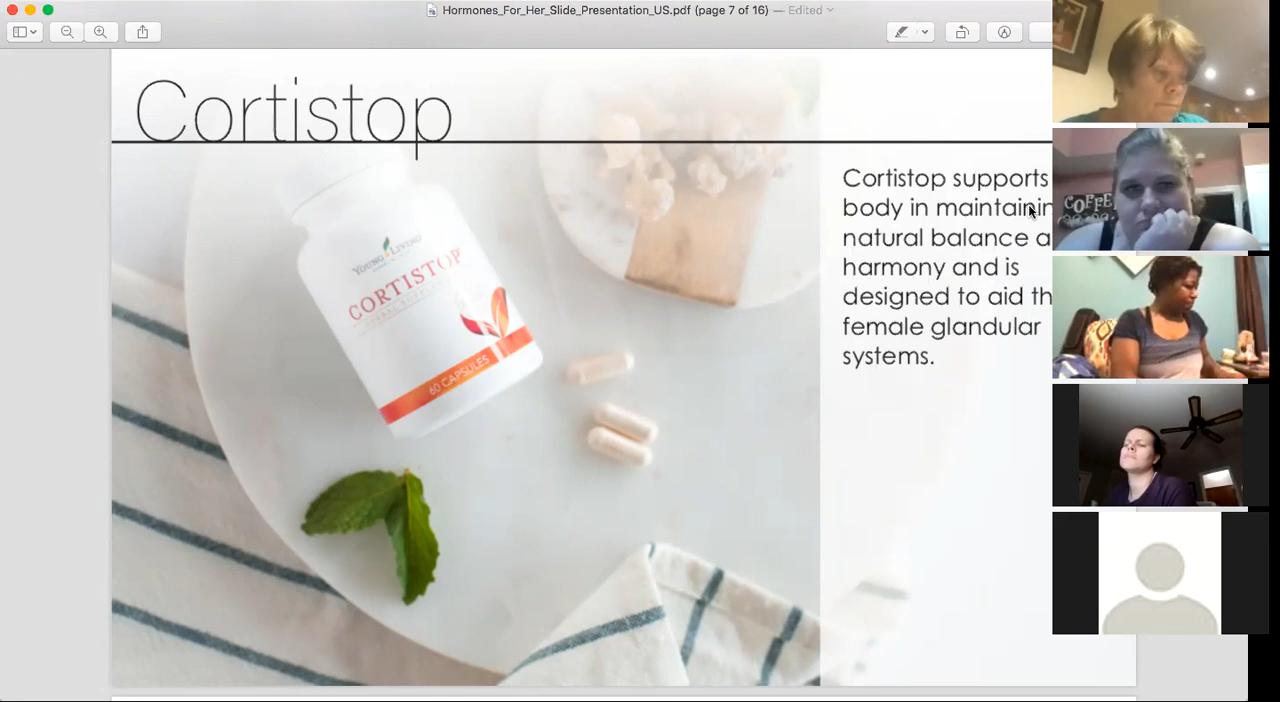 Hormones_For_Her_Slide_Presentation_US.pdf (page 7 of 16) — Edited
Cortistop
Cortistop supports
body in maintainin
natural balance a
harmony and is
designed to aid th
female glandular
systems.
YOUNG LIVING
CORTISTOP
60 CAPSULES
COFFE